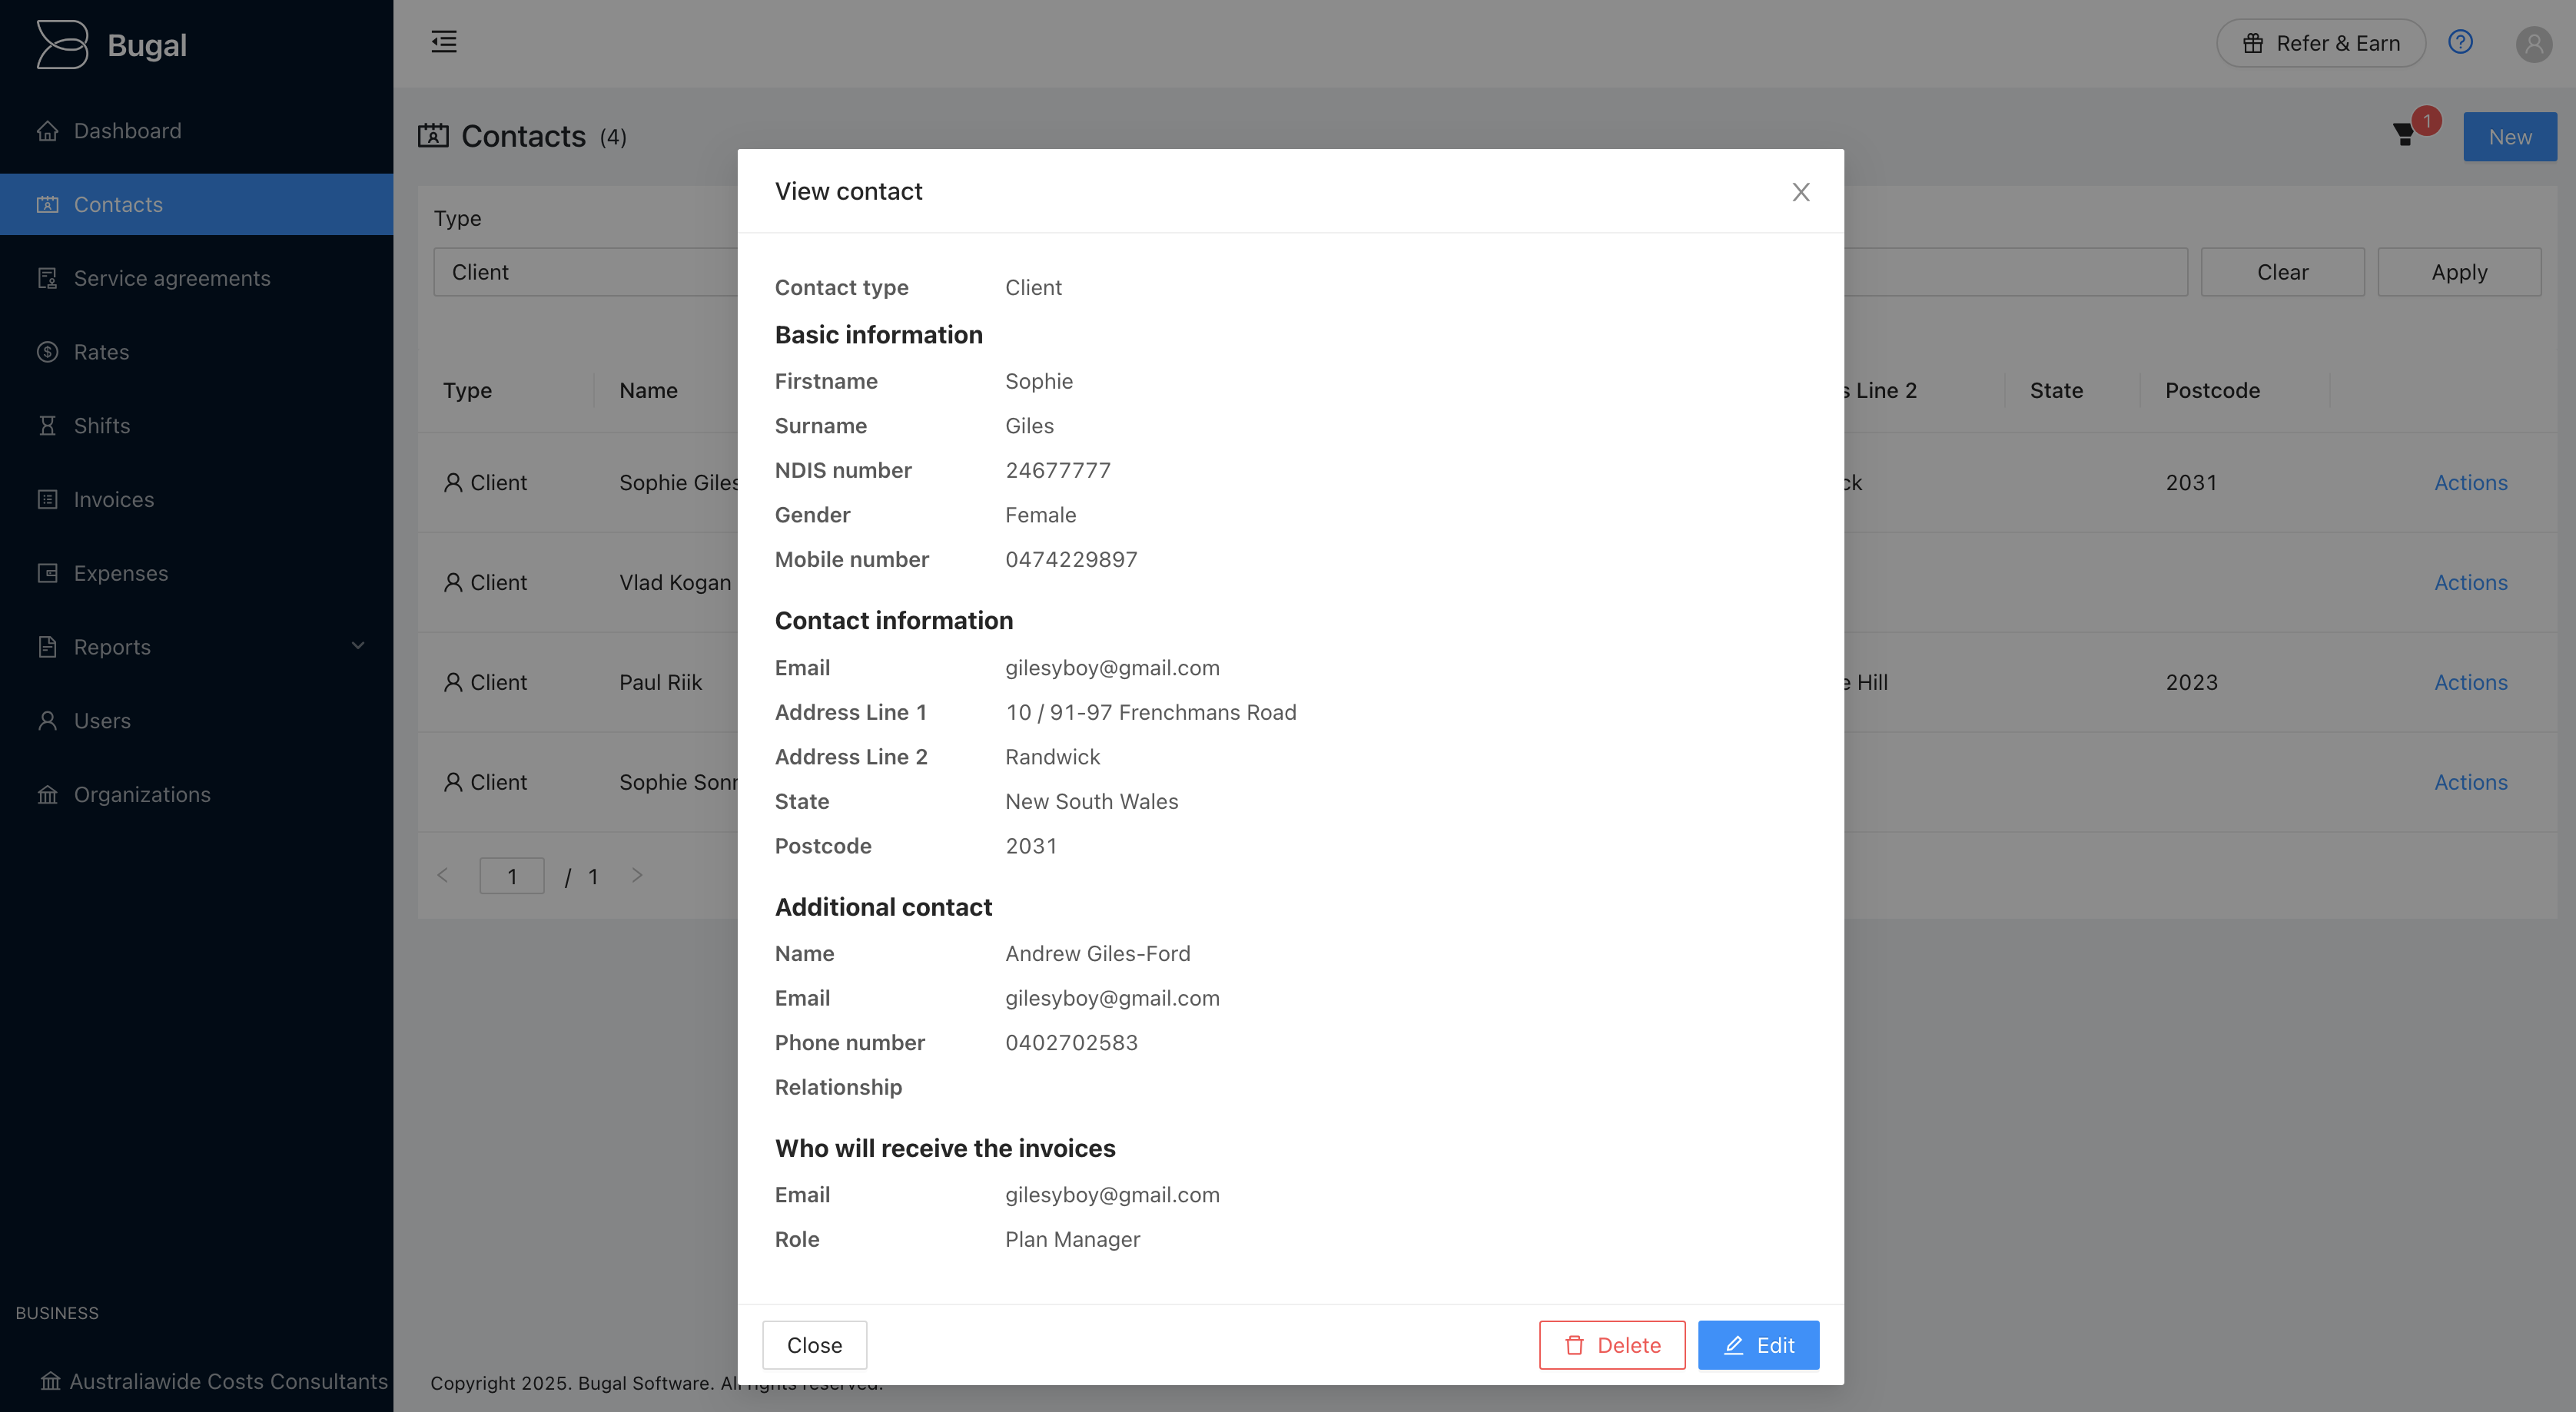 Bugal
Refer & Earn
Dashboard
Contacts
Service agreements
Rates
Shifts
Invoices
Expenses
Reports
Users
Organizations
BUSINESS
Australiawide Costs Consultants
Contacts (4)
1
New
Type
Client
Clear
Apply
Type Name Line 2 State Postcode
Client Sophie Giles 2031 Actions
Client Vlad Kogan Actions
Client Paul Riik Hill 2023 Actions
Client Sophie Actions
1 / 1
View contact
Contact type Client
Basic information
Firstname Sophie
Surname Giles
NDIS number 24677777
Gender Female
Mobile number 0474229897
Contact information
Email gilesyboy@gmail.com
Address Line 1 10 / 91-97 Frenchmans Road
Address Line 2 Randwick
State New South Wales
Postcode 2031
Additional contact
Name Andrew Giles-Ford
Email gilesyboy@gmail.com
Phone number 0402702583
Relationship
Who will receive the invoices
Email gilesyboy@gmail.com
Role Plan Manager
Close
Delete
Edit
Copyright 2025. Bugal Software. All rights reserved.